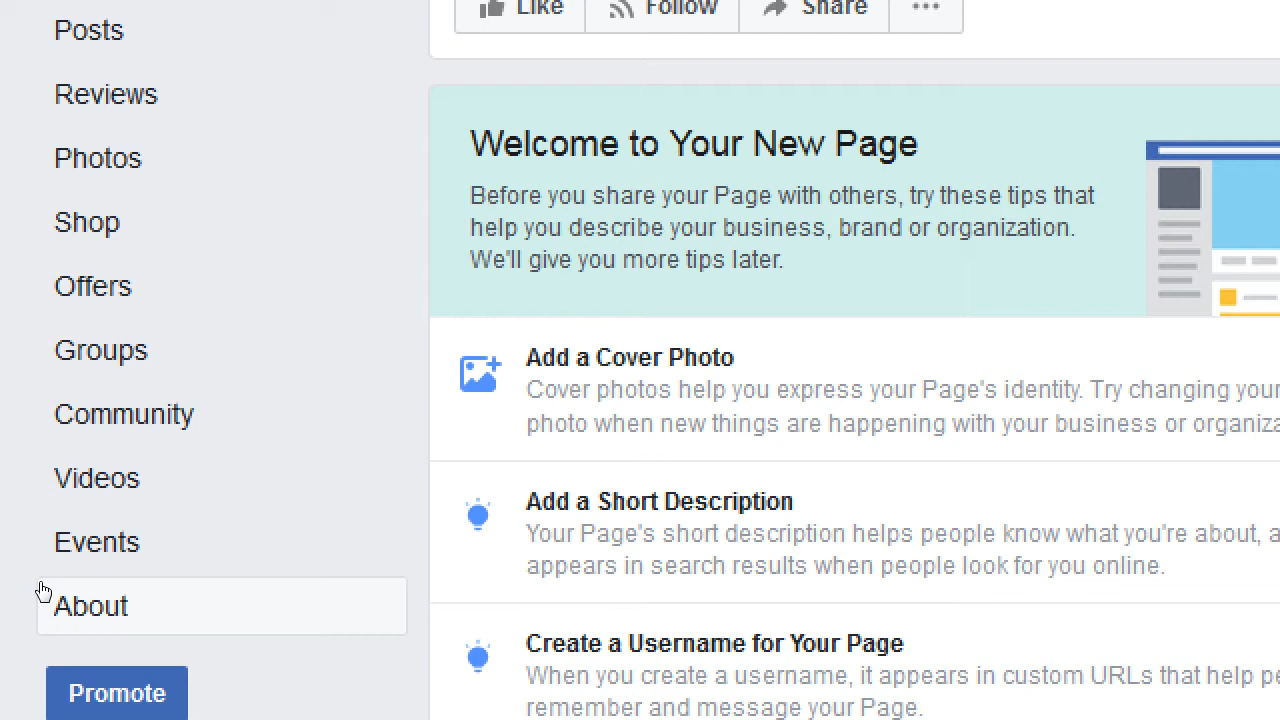 Posts
Reviews
Photos
Shop
Offers
Groups
Community
Videos
Events
About
Promote
Like Follow Share
Welcome to Your New Page
Before you share your Page with others, try these tips that
help you describe your business, brand or organization.
We'll give you more tips later.
Add a Cover Photo
Cover photos help you express your Page's identity. Try changing your
photo when new things are happening with your business or
Add a Short Description
Your Page's short description helps people know what you're about,
appears in search results when people look for you online.
Create a Username for Your Page
When you create a username, it appears in custom URLs that help
remember and message your Page.